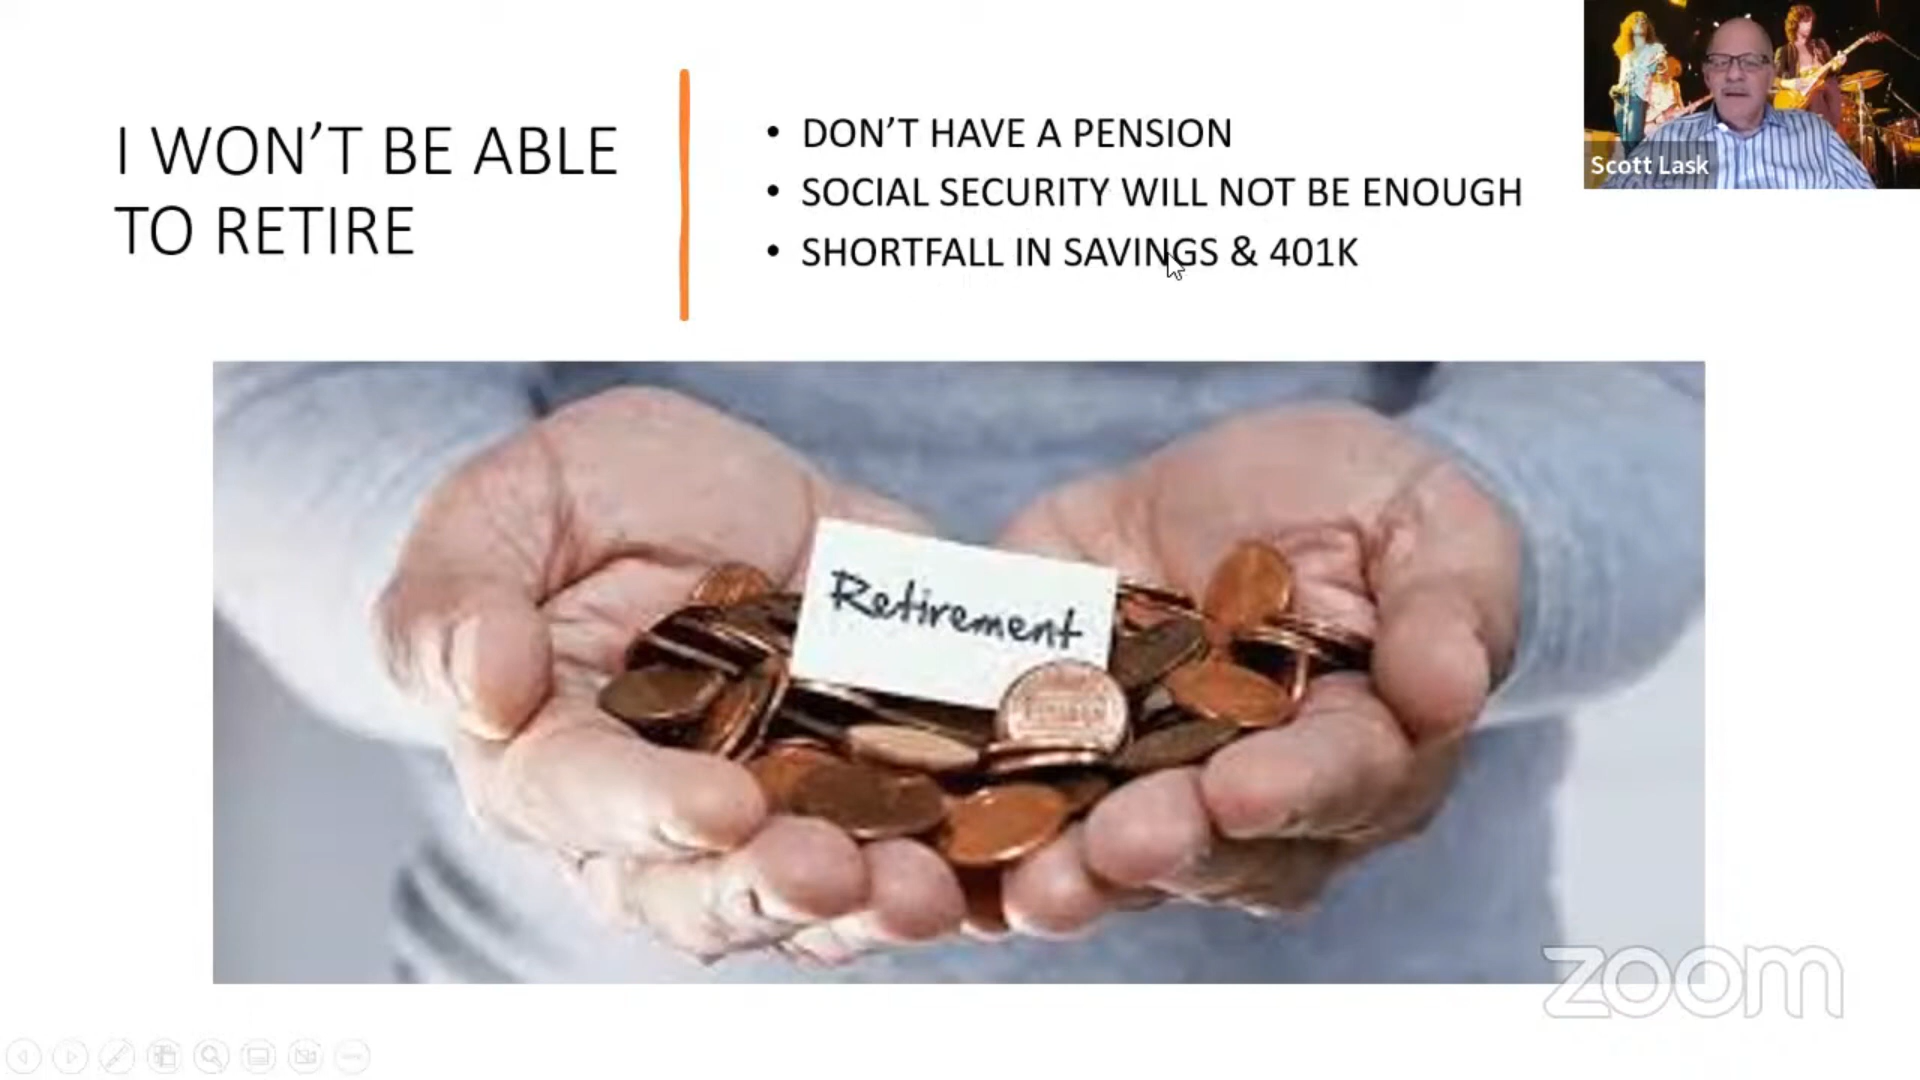 I WON’T BE ABLE
TO RETIRE
• DON’T HAVE A PENSION
• SOCIAL SECURITY WILL NOT BE ENOUGH
• SHORTFALL IN SAVINGS & 401K
Scott Lask
Retirement
zoom